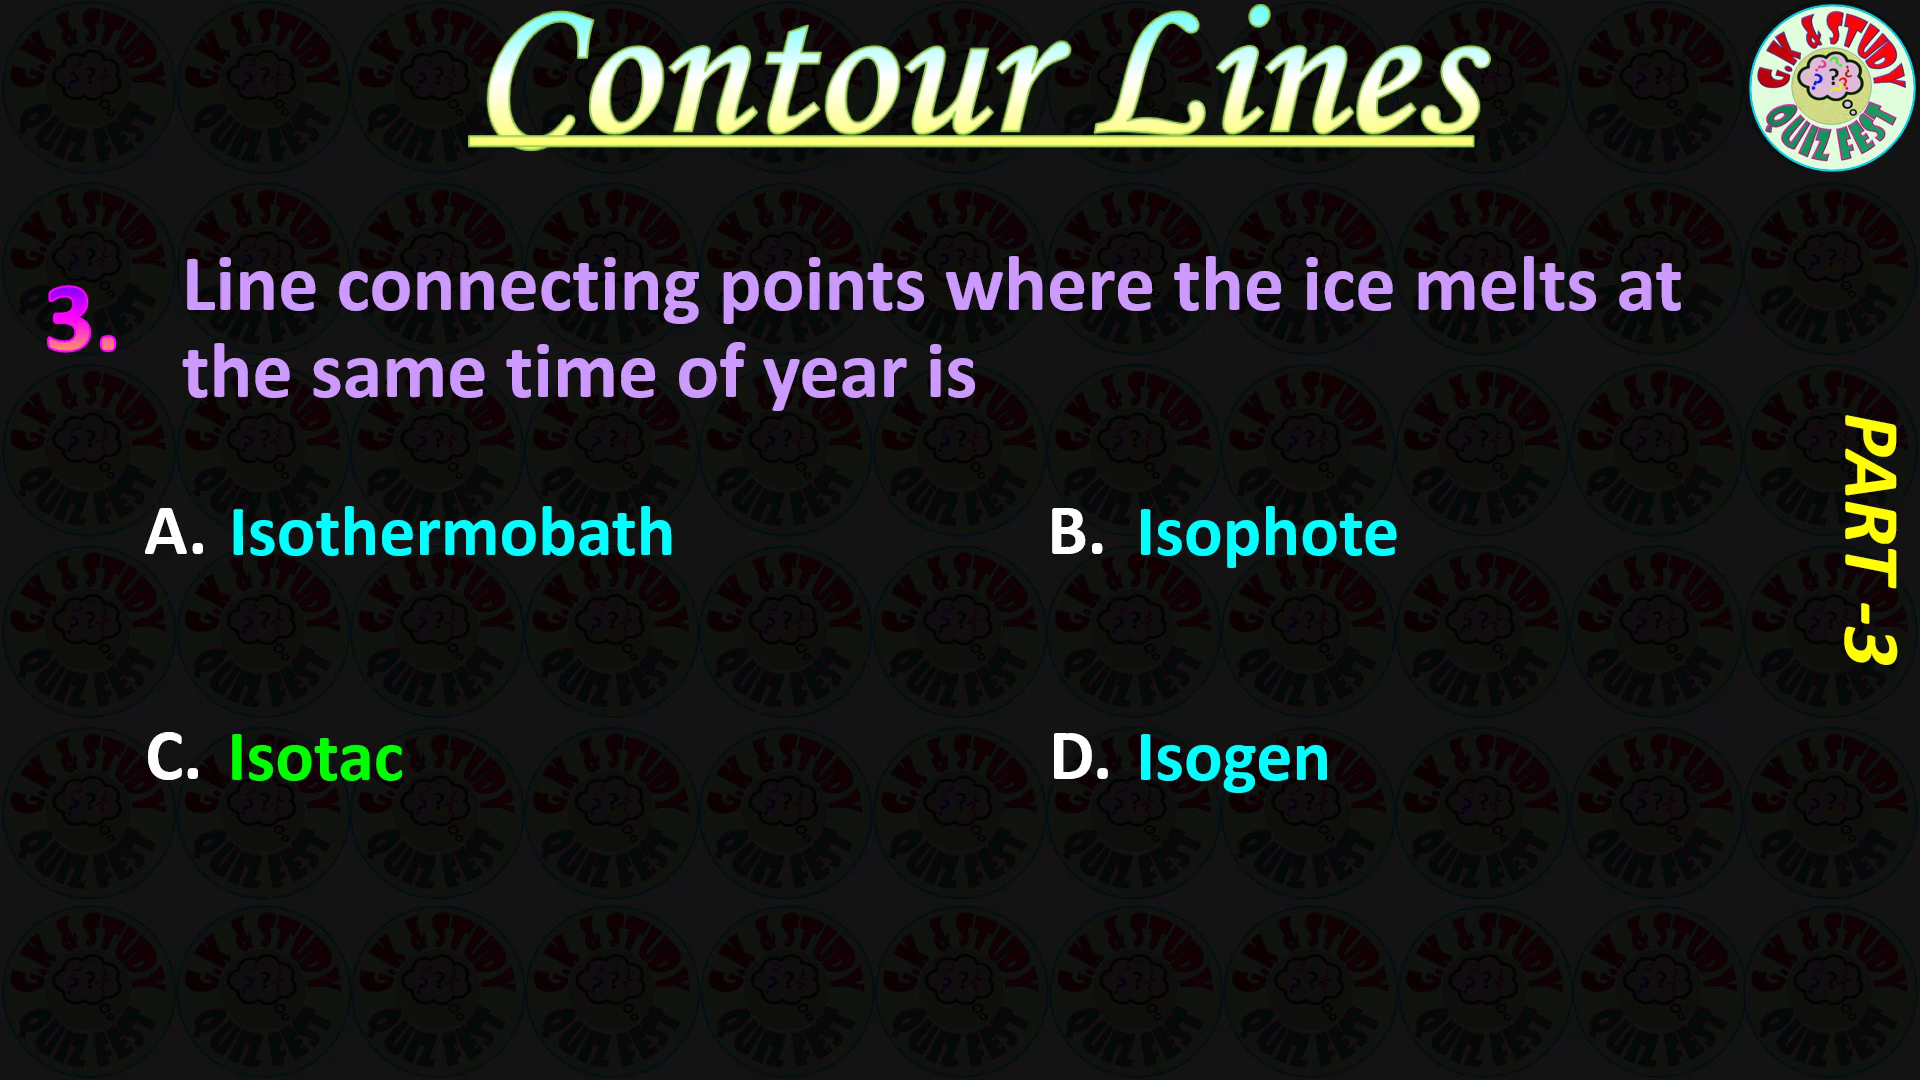 Contour Lines
G.K & STUDY
QUIZ FEST
3. Line connecting points where the ice melts at
the same time of year is
A. Isothermobath
B. Isophote
C. Isotac
D. Isogen
PART -3